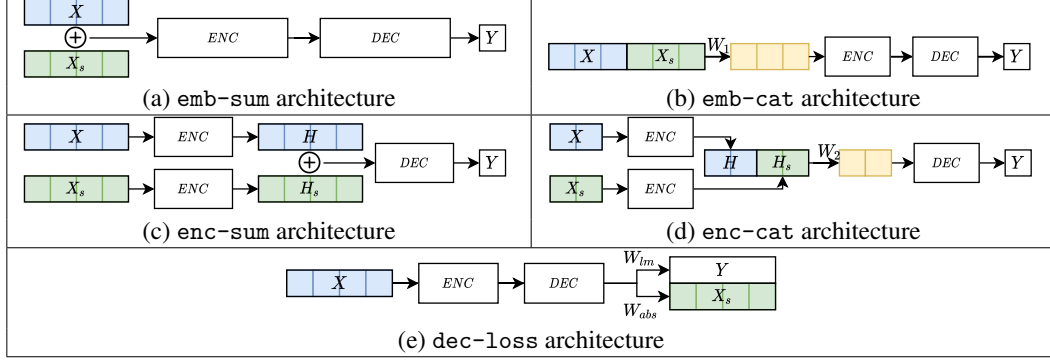 X
+
X_s
ENC
DEC
Y
(a) emb-sum architecture
X X_s
W_1
ENC
DEC
Y
(b) emb-cat architecture
X
ENC
H
+
X_s
ENC
H_s
DEC
Y
(c) enc-sum architecture
X
ENC
X_s
ENC
H H_s
W_2
DEC
Y
(d) enc-cat architecture
X
ENC
DEC
W_lm
W_abs
Y
X_s
(e) dec-loss architecture